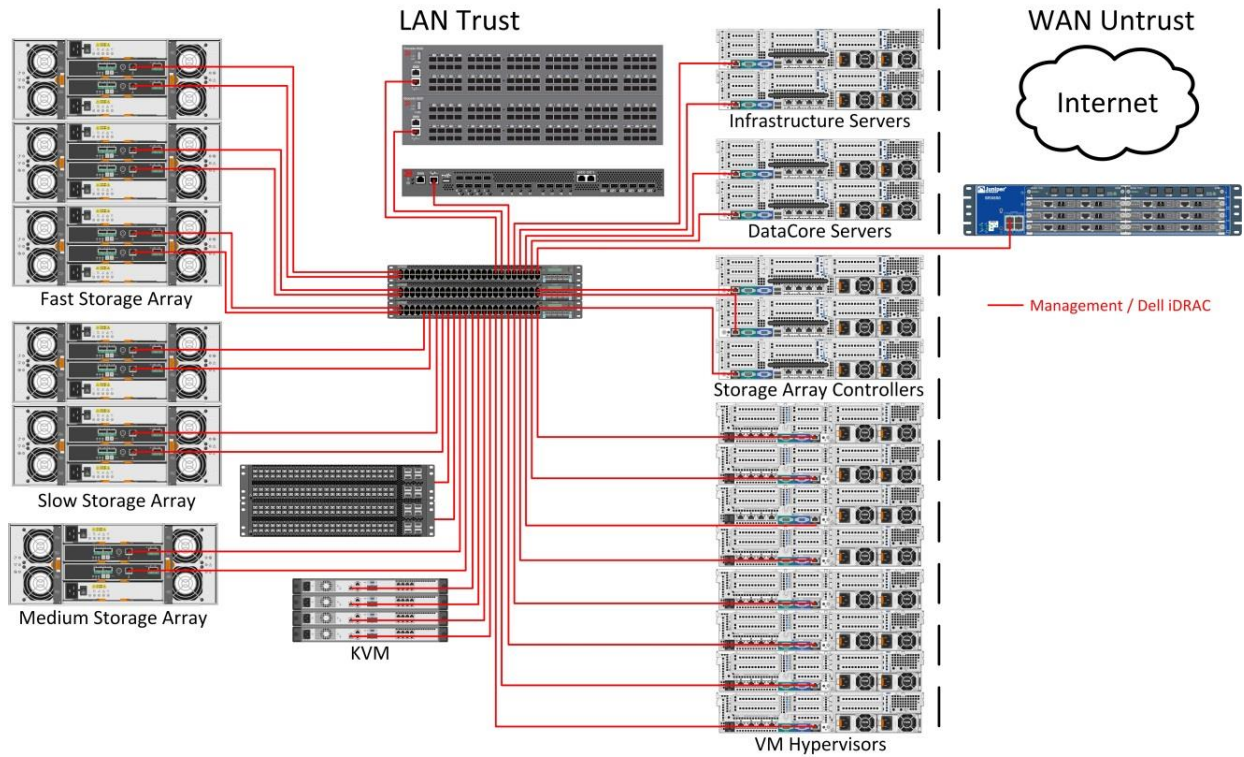 LAN Trust
WAN Untrust
Internet
Infrastructure Servers
DataCore Servers
Juniper
Fast Storage Array
Management / Dell iDRAC
Storage Array Controllers
Slow Storage Array
Medium Storage Array
KVM
VM Hypervisors